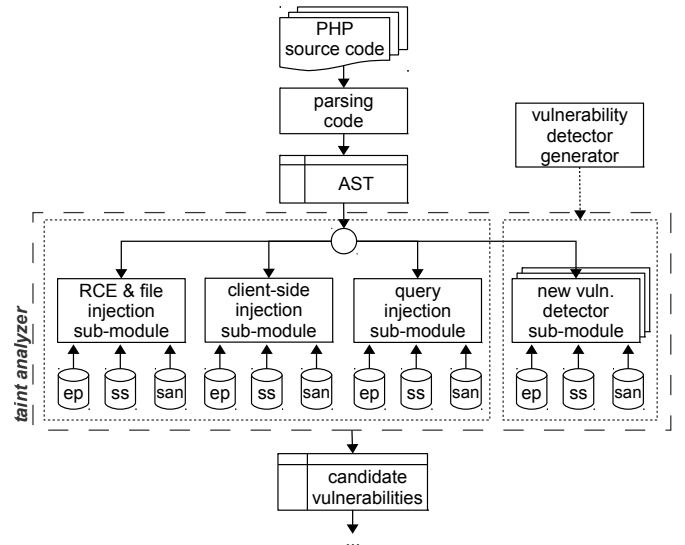 PHP
source code
parsing
code
vulnerability
detector
generator
AST
taint analyzer
RCE & file
injection
sub-module
client-side
injection
sub-module
query
injection
sub-module
new vuln.
detector
sub-module
ep ss san ep ss san ep ss san ep ss san
candidate
vulnerabilities
...